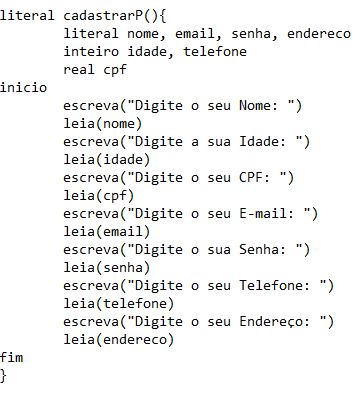 literal cadastrarP(){
literal nome, email, senha, endereco
inteiro idade, telefone
real cpf
inicio
escreva("Digite o seu Nome: ")
leia(nome)
escreva("Digite a sua Idade: ")
leia(idade)
escreva("Digite o seu CPF: ")
leia(cpf)
escreva("Digite o seu E-mail: ")
leia(email)
escreva("Digite o sua Senha: ")
leia(senha)
escreva("Digite o seu Telefone: ")
leia(telefone)
escreva("Digite o seu Endereço: ")
leia(endereco)
fim
}